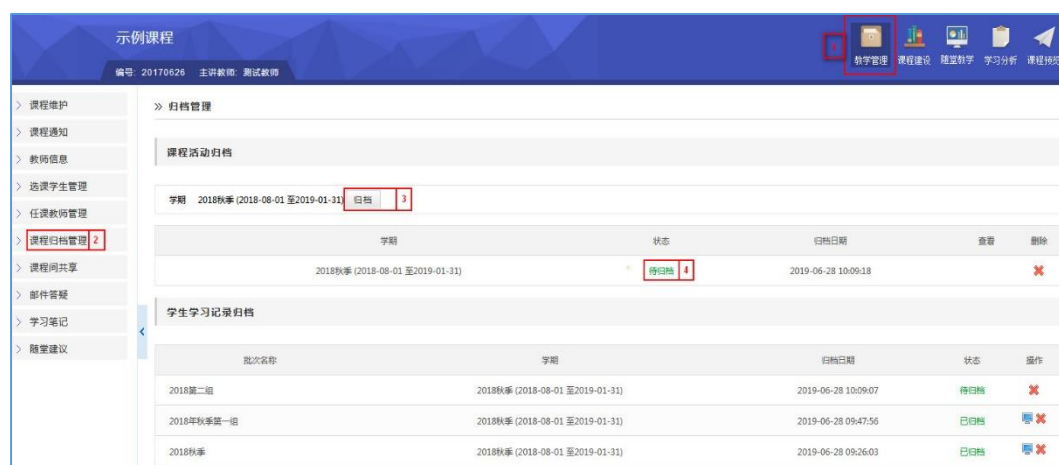 示例课程
编号: 20170626 主讲教师: 测试教师
1
教学管理 课程建设 随堂教学 学习分析 课程预览
课程维护
课程通知
教师信息
选课学生管理
任课教师管理
课程归档管理 2
课程间共享
邮件答疑
学习笔记
随堂建议
» 归档管理
课程活动归档
学期 2018秋季 (2018-08-01 至2019-01-31) 归档 3
学期 状态 归档日期 查看 删除
2018秋季 (2018-08-01 至2019-01-31) 待归档 4 2019-06-28 10:09:18
学生学习记录归档
批次名称 学期 归档日期 状态 操作
2018第二组 2018秋季 (2018-08-01 至2019-01-31) 2019-06-28 10:09:07 待归档
2018年秋季第一组 2018秋季 (2018-08-01 至2019-01-31) 2019-06-28 09:47:56 已归档
2018秋季 2018秋季 (2018-08-01 至2019-01-31) 2019-06-28 09:26:03 已归档